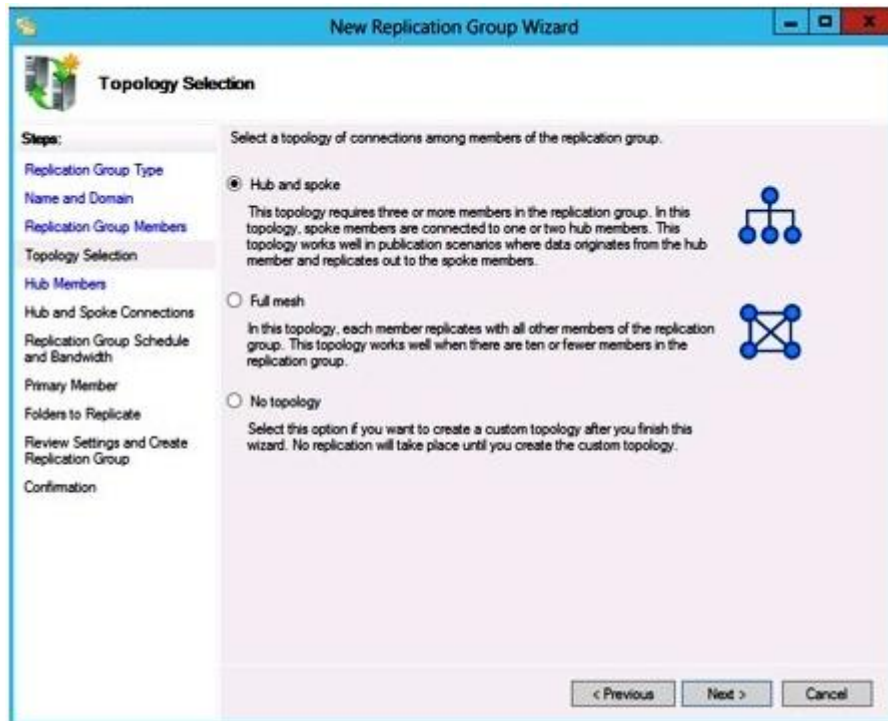 New Replication Group Wizard
Topology Selection
Steps:
Replication Group Type
Name and Domain
Replication Group Members
Topology Selection
Hub Members
Hub and Spoke Connections
Replication Group Schedule
and Bandwidth
Primary Member
Folders to Replicate
Review Settings and Create
Replication Group
Confirmation
Select a topology of connections among members of the replication group.
Hub and spoke
This topology requires three or more members in the replication group. In this
topology, spoke members are connected to one or two hub members. This
topology works well in publication scenarios where data originates from the hub
member and replicates out to the spoke members.
Full mesh
In this topology, each member replicates with all other members of the replication
group. This topology works well when there are ten or fewer members in the
replication group.
No topology
Select this option if you want to create a custom topology after you finish this
wizard. No replication will take place until you create the custom topology.
< Previous
Next >
Cancel